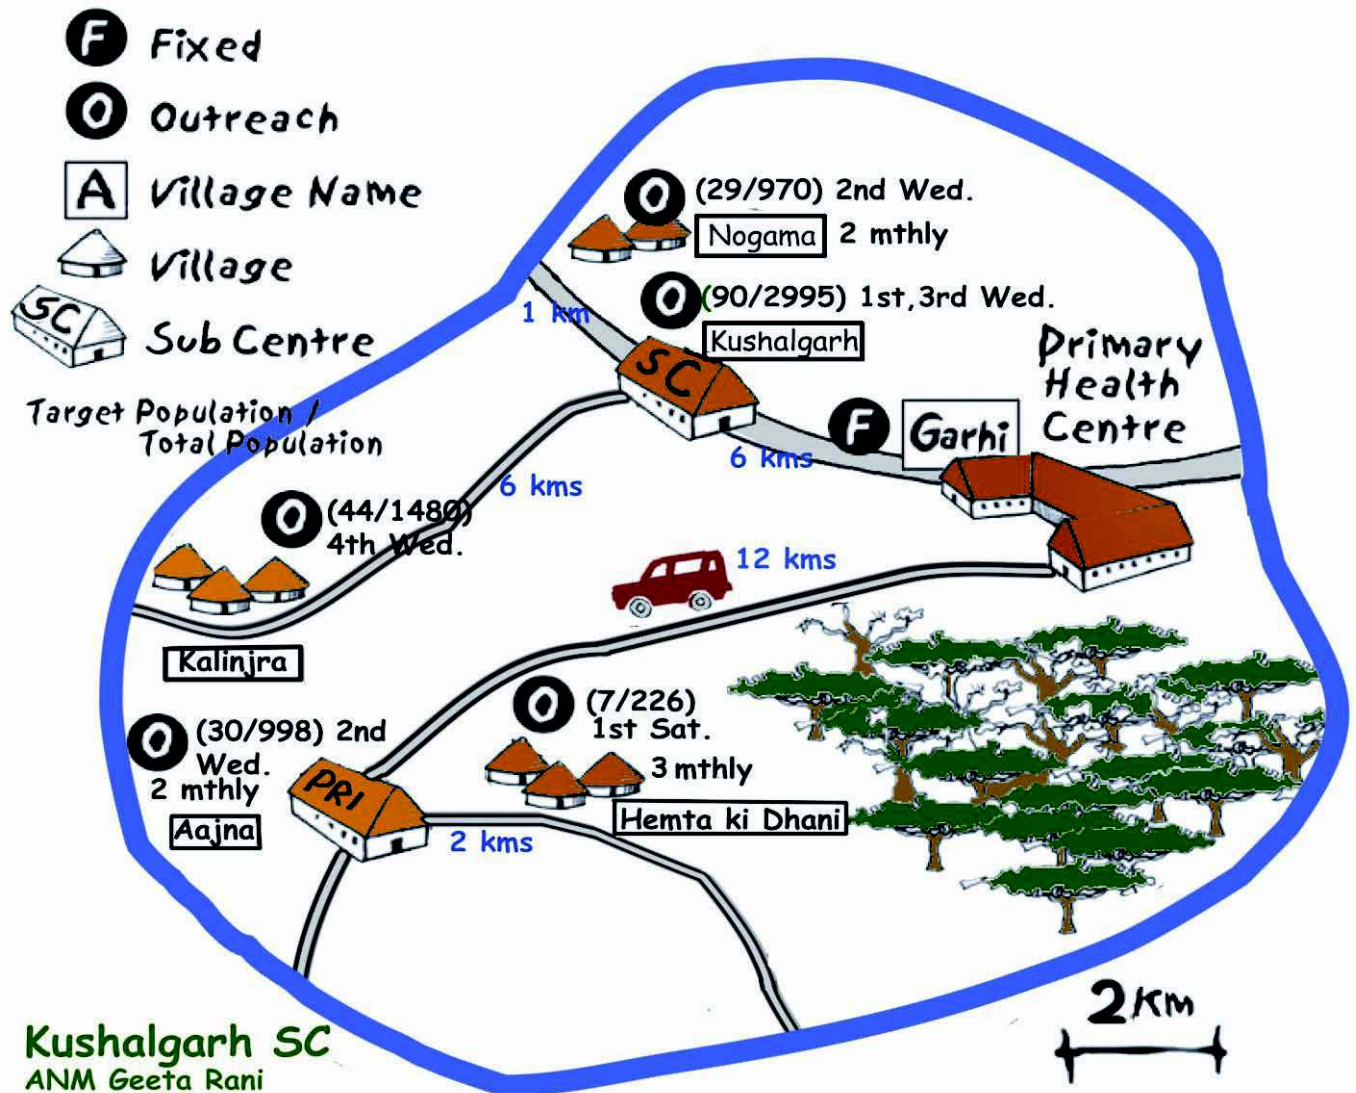 F Fixed
O Outreach
A Village Name
Village
SC Sub Centre
Target Population /
Total Population
O (29/970) 2nd Wed.
Nogama 2 mthly
O (90/2995) 1st,3rd Wed.
1 km
Kushalgarh
SC
Primary
Health
Centre
F Garhi
6 kms
6 kms
O (44/1480)
4th Wed.
12 kms
Kalinjra
O (7/226)
1st Sat.
3 mthly
Hemta ki Dhani
O (30/998) 2nd
Wed.
2 mthly
PRI
Aajna
2 kms
2 KM
Kushalgarh SC
ANM Geeta Rani